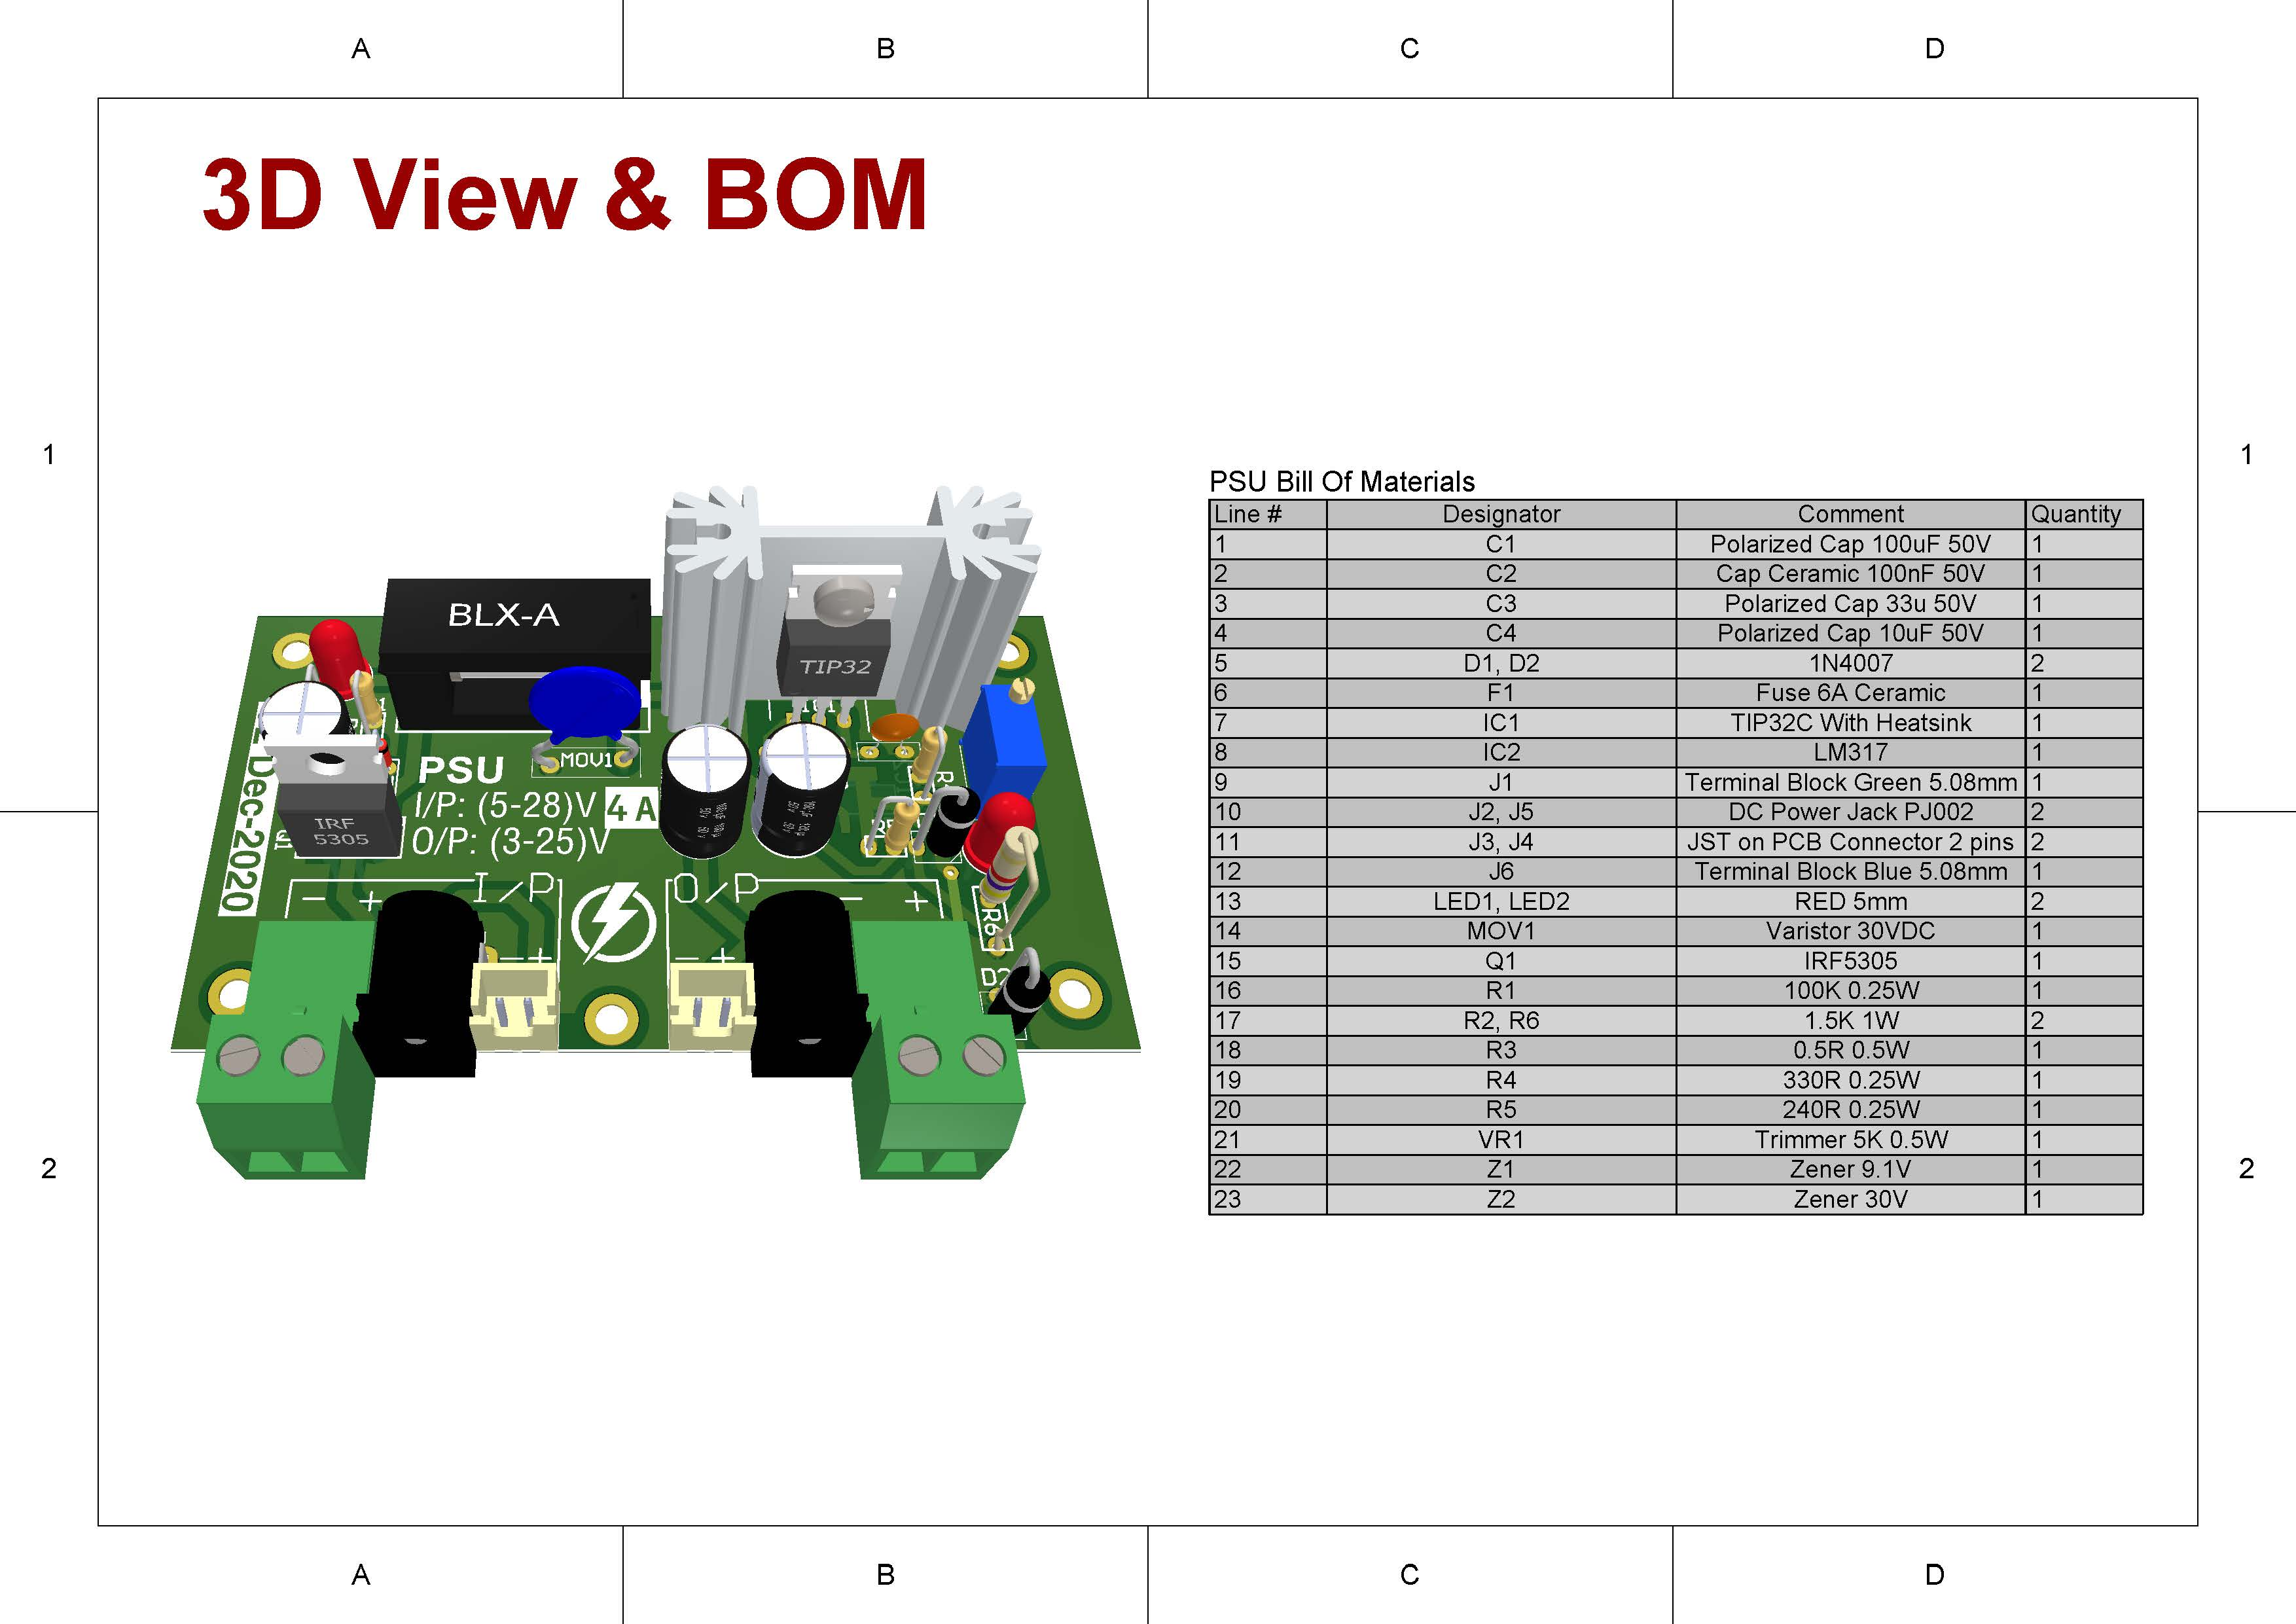 A B C D
3D View & BOM
1 1
PSU Bill Of Materials
Line # Designator Comment Quantity
1 C1 Polarized Cap 100uF 50V 1
2 C2 Cap Ceramic 100nF 50V 1
3 C3 Polarized Cap 33u 50V 1
4 C4 Polarized Cap 10uF 50V 1
5 D1, D2 1N4007 2
6 F1 Fuse 6A Ceramic 1
7 IC1 TIP32C With Heatsink 1
8 IC2 LM317 1
9 J1 Terminal Block Green 5.08mm 1
10 J2, J5 DC Power Jack PJ002 2
11 J3, J4 JST on PCB Connector 2 pins 2
12 J6 Terminal Block Blue 5.08mm 1
13 LED1, LED2 RED 5mm 2
14 MOV1 Varistor 30VDC 1
15 Q1 IRF5305 1
16 R1 100K 0.25W 1
17 R2, R6 1.5K 1W 2
18 R3 0.5R 0.5W 1
19 R4 330R 0.25W 1
20 R5 240R 0.25W 1
21 VR1 Trimmer 5K 0.5W 1
22 Z1 Zener 9.1V 1
23 Z2 Zener 30V 1
BLX-A
TIP32
MOV1
PSU
I/P: (5-28)V 4 A
O/P: (3-25)V
IRF
5305
Q1
Dec-2020
- + I/P O/P - +
- + - +
R6
D2
2 2
A B C D